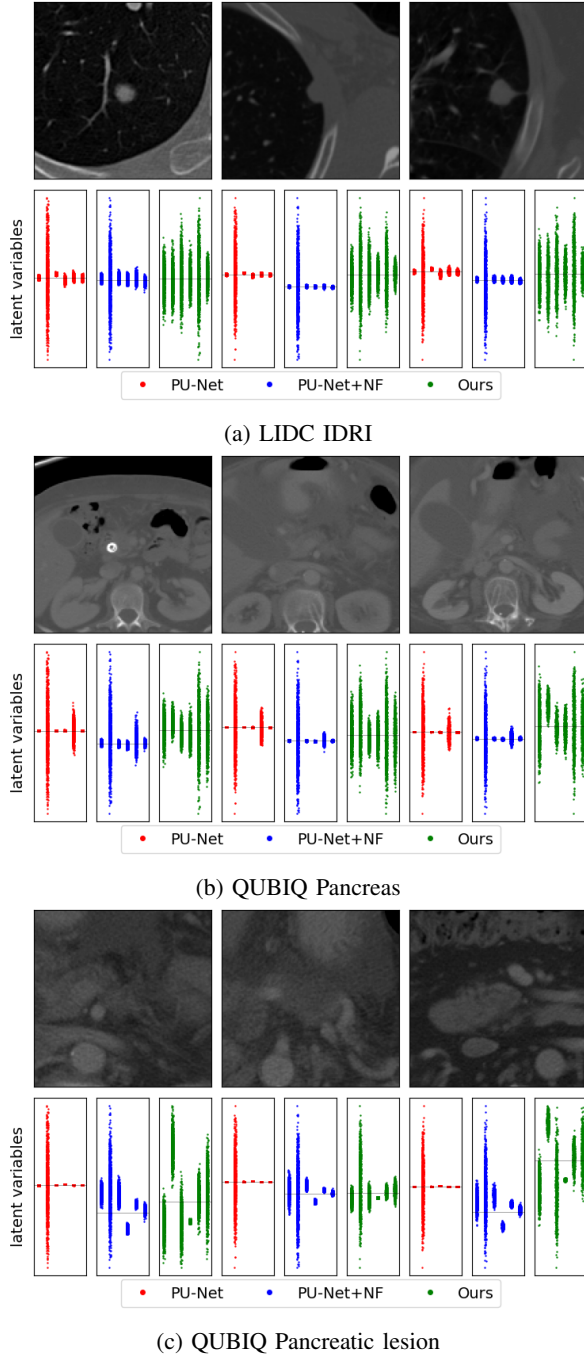 latent variables
PU-Net PU-Net+NF Ours
(a) LIDC IDRI
latent variables
PU-Net PU-Net+NF Ours
(b) QUBIQ Pancreas
latent variables
PU-Net PU-Net+NF Ours
(c) QUBIQ Pancreatic lesion